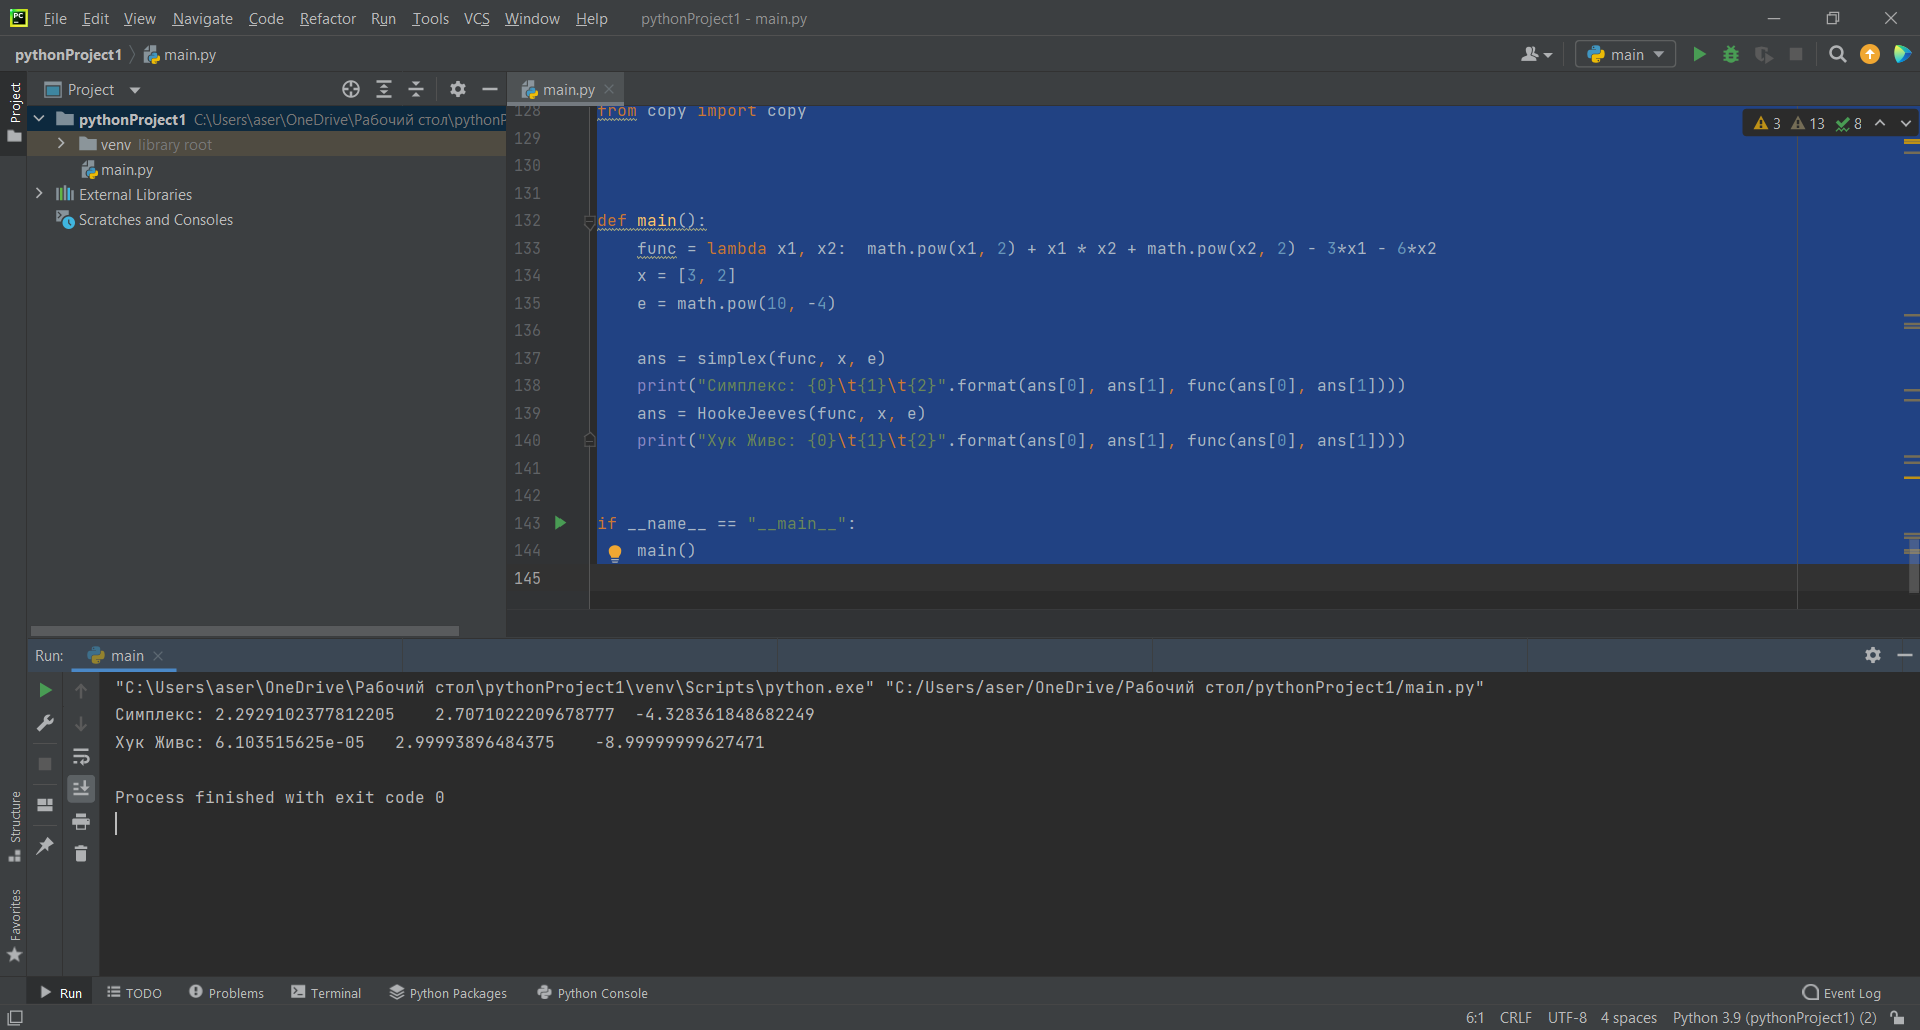 File Edit View Navigate Code Refactor Run Tools VCS Window Help pythonProject1 - main.py
pythonProject1 main.py main
Project main.py
Project
pythonProject1 C:\Users\aser\OneDrive\Рабочий стол\pythonP
venv library root
main.py
External Libraries
Scratches and Consoles
3 13 8
128 from copy import copy
129
130
131
132 def main():
133 func = lambda x1, x2:  math.pow(x1, 2) + x1 * x2 + math.pow(x2, 2) - 3*x1 - 6*x2
134 x = [3, 2]
135 e = math.pow(10, -4)
136
137 ans = simplex(func, x, e)
138 print("Симплекс: {0}\t{1}\t{2}".format(ans[0], ans[1], func(ans[0], ans[1])))
139 ans = HookeJeeves(func, x, e)
140 print("Хук Живс: {0}\t{1}\t{2}".format(ans[0], ans[1], func(ans[0], ans[1])))
141
142
143 if __name__ == "__main__":
144 main()
145
Run: main
"C:\Users\aser\OneDrive\Рабочий стол\pythonProject1\venv\Scripts\python.exe" "C:/Users/aser/OneDrive/Рабочий стол/pythonProject1/main.py"
Симплекс: 2.2929102377812205 2.7071022209678777 -4.328361848682249
Хук Живс: 6.103515625e-05 2.99993896484375 -8.99999999627471
Process finished with exit code 0
Structure
Favorites
Run TODO Problems Terminal Python Packages Python Console Event Log
6:1 CRLF UTF-8 4 spaces Python 3.9 (pythonProject1) (2)